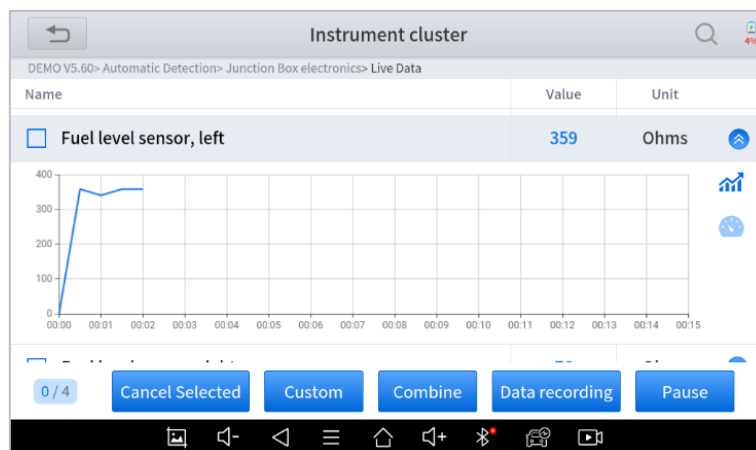 Instrument cluster
4%
DEMO V5.60> Automatic Detection> Junction Box electronics> Live Data
Name Value Unit
Fuel level sensor, left 359 Ohms
400
300
200
100
0
00:00 00:01 00:02 00:03 00:04 00:05 00:06 00:07 00:08 00:09 00:10 00:11 00:12 00:13 00:14 00:15
0 / 4 Cancel Selected Custom Combine Data recording Pause